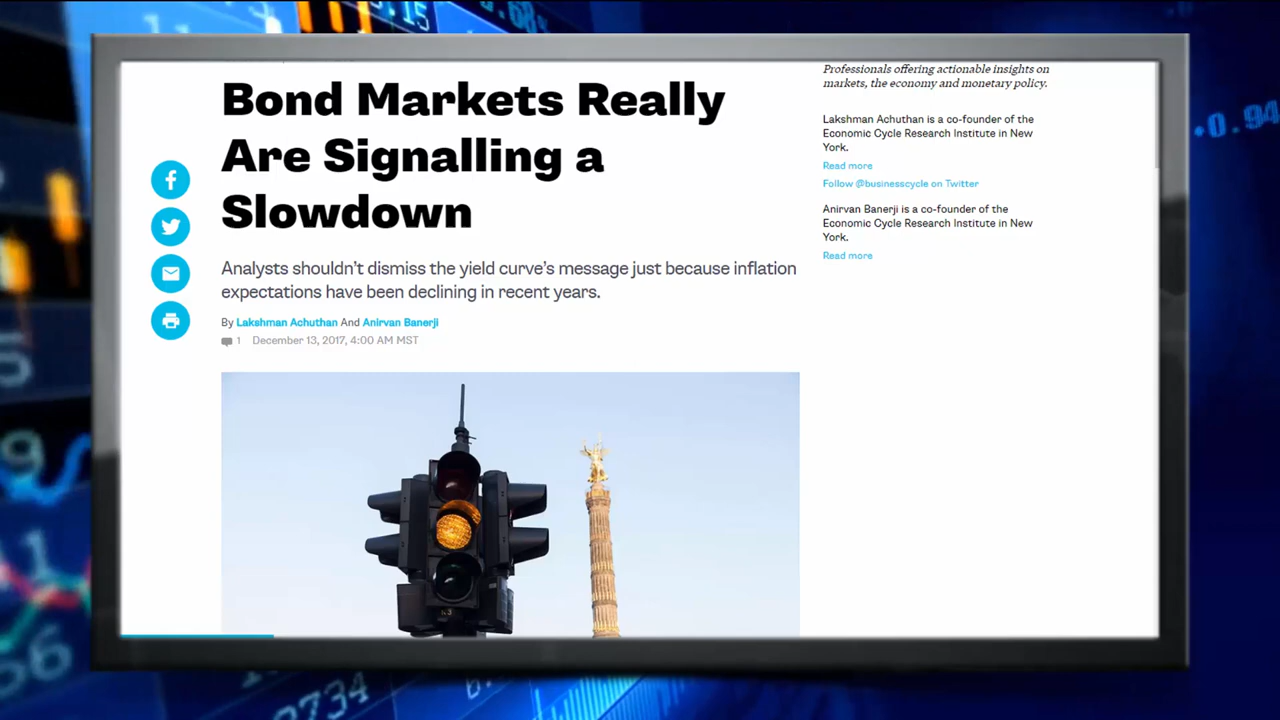 Bond Markets Really
Are Signalling a
Slowdown
Analysts shouldn't dismiss the yield curve's message just because inflation
expectations have been declining in recent years.
By Lakshman Achuthan And Anirvan Banerji
1 December 13, 2017, 4:00 AM MST
Professionals offering actionable insights on
markets, the economy and monetary policy.
Lakshman Achuthan is a co-founder of the
Economic Cycle Research Institute in New
York.
Read more
Follow @businesscycle on Twitter
Anirvan Banerji is a co-founder of the
Economic Cycle Research Institute in New
York.
Read more
0.94
2734